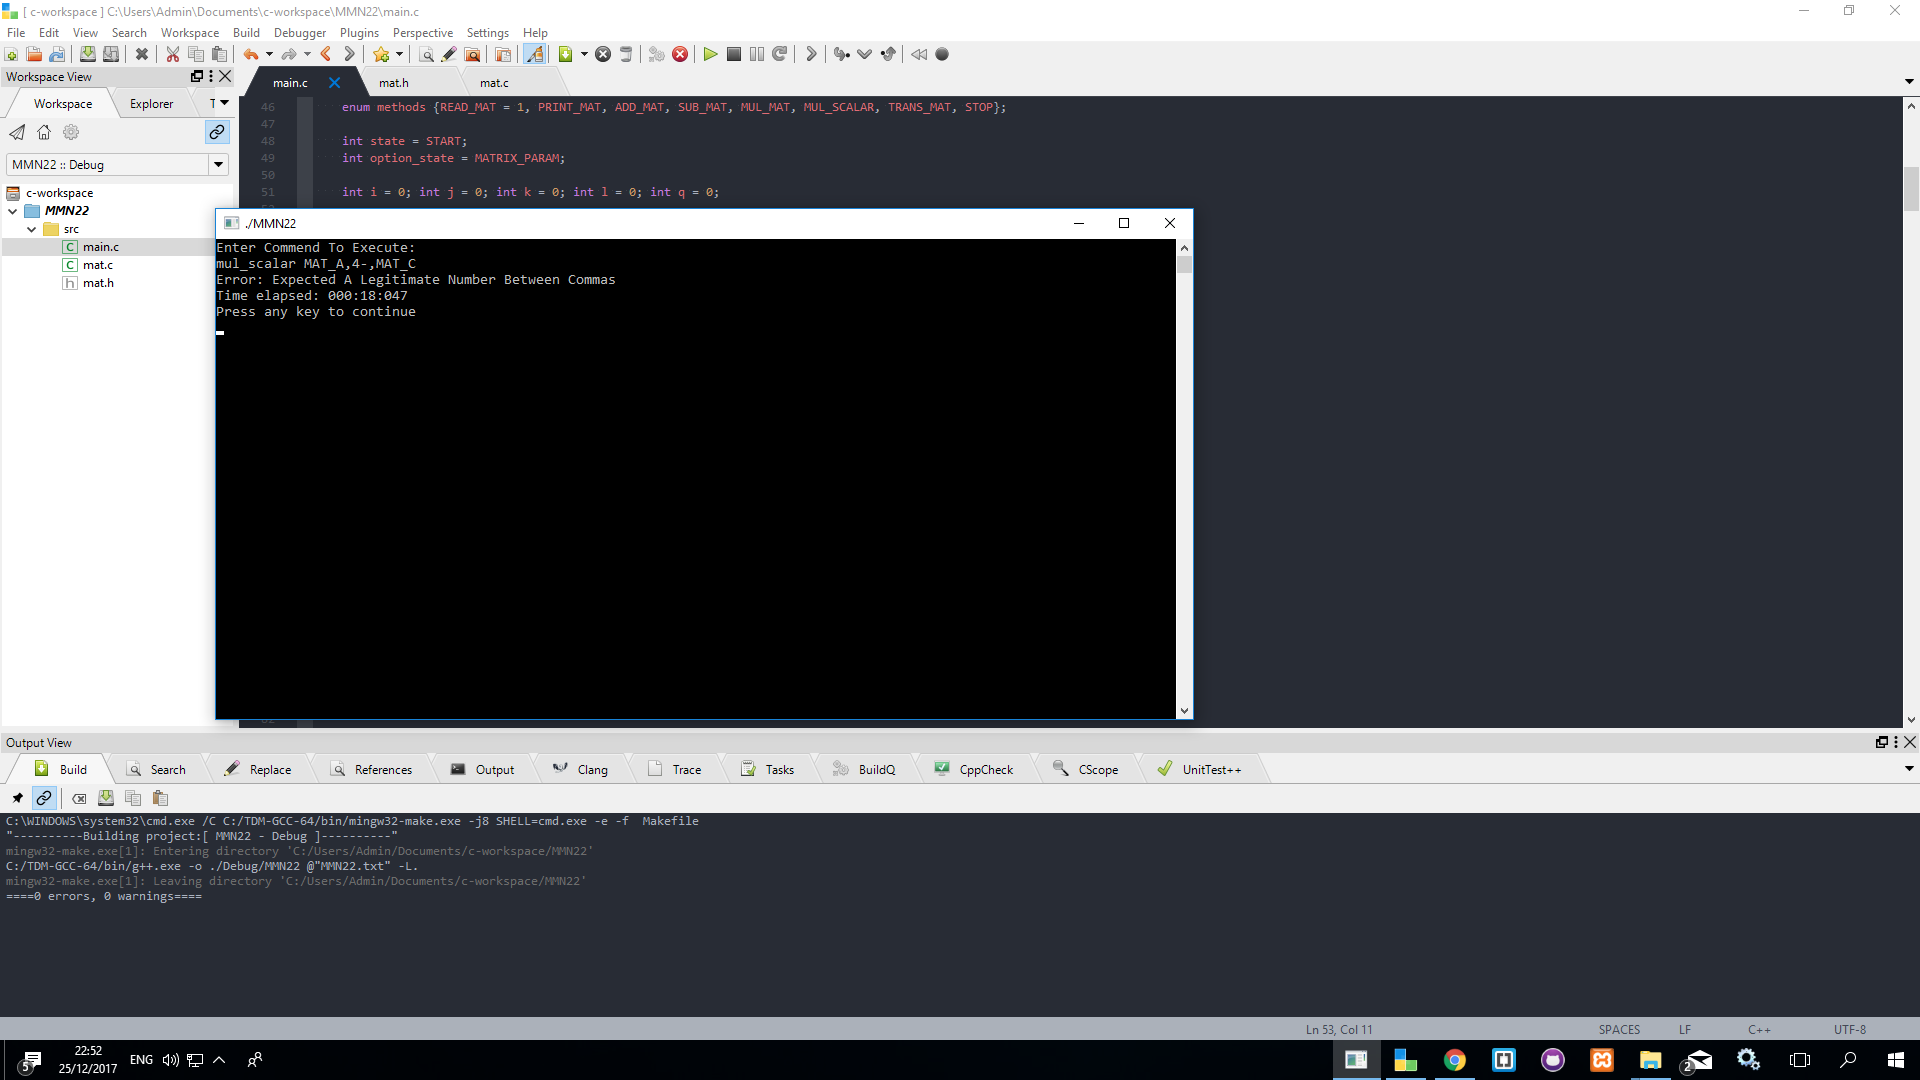 [ c-workspace ] C:\Users\Admin\Documents\c-workspace\MMN22\main.c
File Edit View Search Workspace Build Debugger Plugins Perspective Settings Help
Workspace View
main.c mat.h mat.c
Workspace Explorer T
MMN22 :: Debug
c-workspace
MMN22
src
main.c
mat.c
mat.h
46 enum methods {READ_MAT = 1, PRINT_MAT, ADD_MAT, SUB_MAT, MUL_MAT, MUL_SCALAR, TRANS_MAT, STOP};
47
48 int state = START;
49 int option_state = MATRIX_PARAM;
50
51 int i = 0; int j = 0; int k = 0; int l = 0; int q = 0;
./MMN22
Enter Commend To Execute:
mul_scalar MAT_A,4-,MAT_C
Error: Expected A Legitimate Number Between Commas
Time elapsed: 000:18:047
Press any key to continue
Output View
Build Search Replace References Output Clang Trace Tasks BuildQ CppCheck CScope UnitTest++
C:\WINDOWS\system32\cmd.exe /C C:/TDM-GCC-64/bin/mingw32-make.exe -j8 SHELL=cmd.exe -e -f  Makefile
"----------Building project:[ MMN22 - Debug ]----------"
mingw32-make.exe[1]: Entering directory 'C:/Users/Admin/Documents/c-workspace/MMN22'
C:/TDM-GCC-64/bin/g++.exe -o ./Debug/MMN22 @"MMN22.txt" -L.
mingw32-make.exe[1]: Leaving directory 'C:/Users/Admin/Documents/c-workspace/MMN22'
====0 errors, 0 warnings====
Ln 53, Col 11 SPACES LF C++ UTF-8
5 22:52 ENG 2
25/12/2017